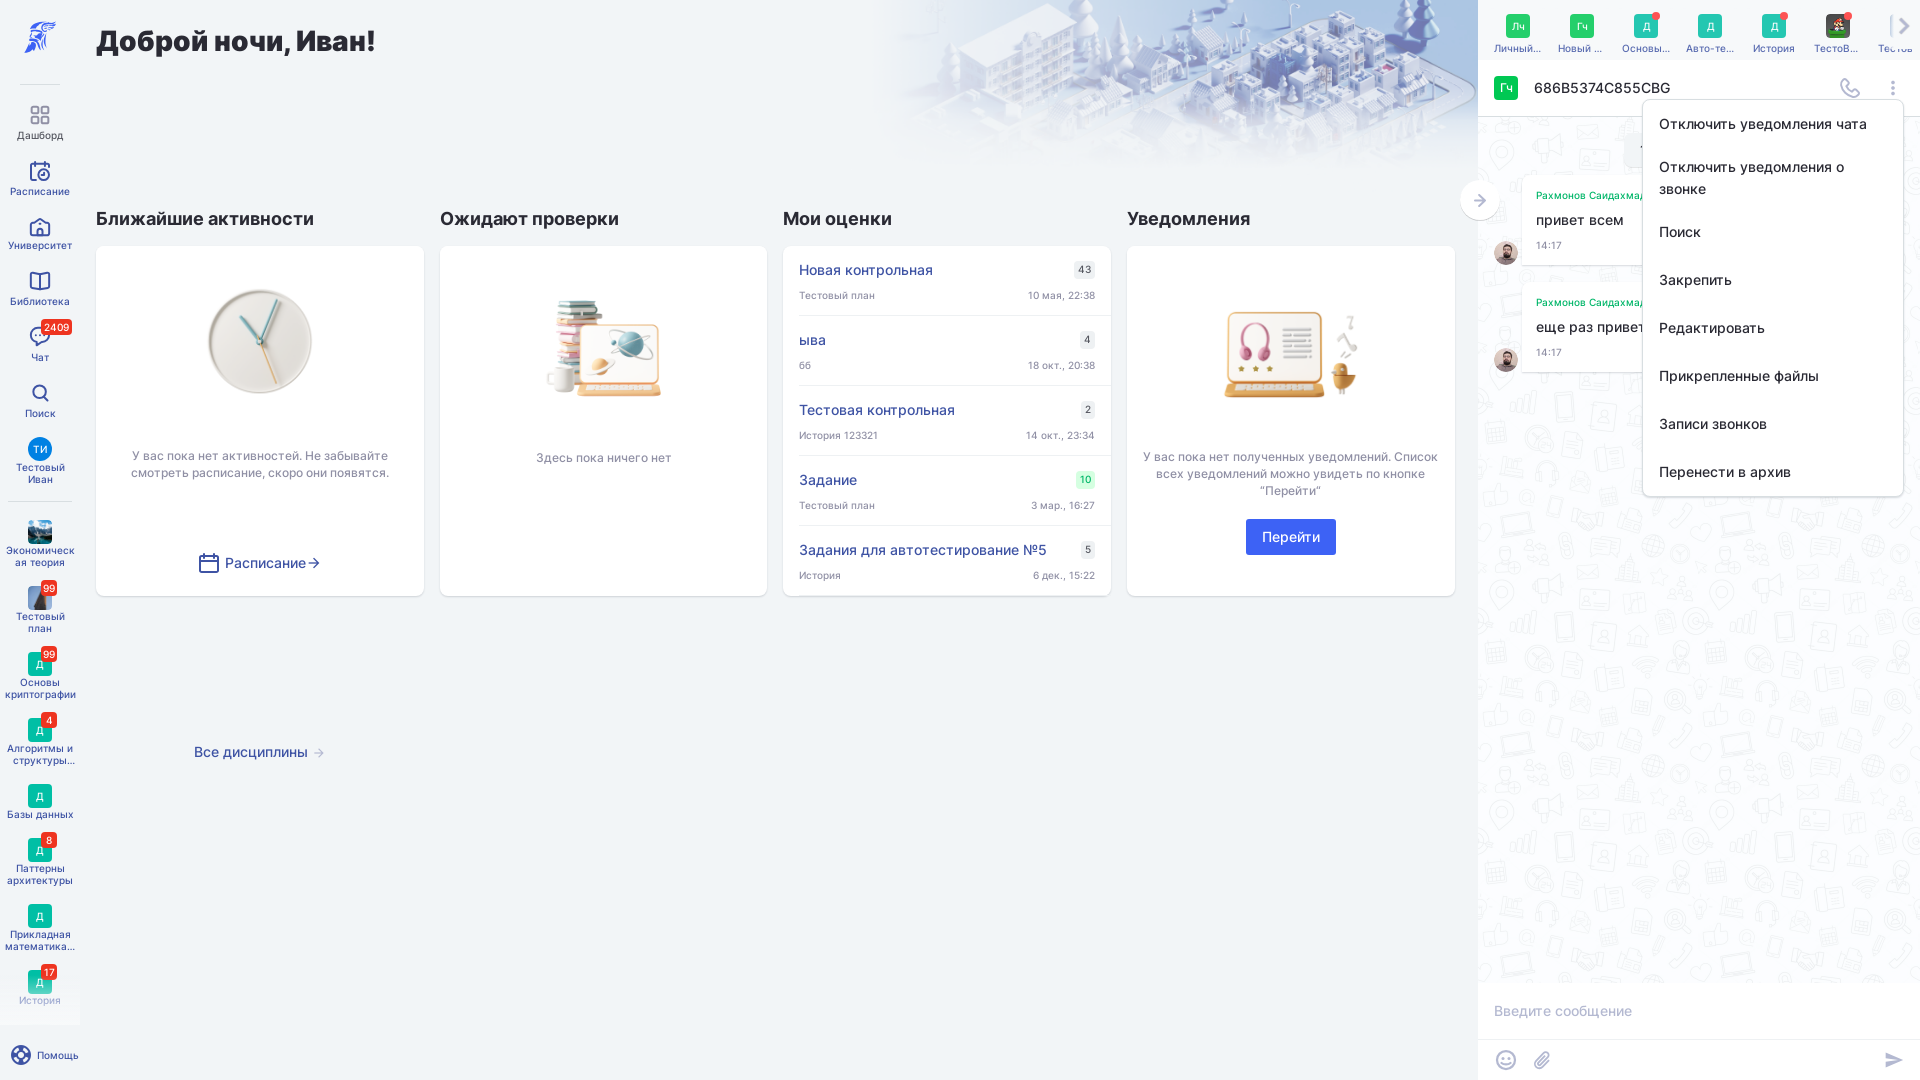 Доброй ночи, Иван!
Дашборд
Расписание
Университет
Библиотека
2409
Чат
Поиск
ТИ
Тестовый
Иван
Экономическ
ая теория
99
Тестовый
план
99
Д
Основы
криптографии
4
Д
Алгоритмы и
структуры...
Д
Базы данных
8
Д
Паттерны
архитектуры
Д
Прикладная
математика...
17
Д
История
Помощь
Ближайшие активности
У вас пока нет активностей. Не забывайте
смотреть расписание, скоро они появятся.
Расписание
Ожидают проверки
Здесь пока ничего нет
Мои оценки
Новая контрольная 43
Тестовый план 10 мая, 22:38
ыва 4
бб 18 окт., 20:38
Тестовая контрольная 2
История 123321 14 окт., 23:34
Задание 10
Тестовый план 3 мар., 16:27
Задания для автотестирование №5 5
История 6 дек., 15:22
Уведомления
У вас пока нет полученных уведомлений. Список
всех уведомлений можно увидеть по кнопке
“Перейти”
Перейти
Все дисциплины
Лч Гч Д Д Д
Личный... Новый ... Основы... Авто-те... История ТестоВ...
Гч 686B5374C855CBG
Рахмонов Саидахмад
привет всем
14:17
Рахмонов Саидахмад
еще раз привет
14:17
Отключить уведомления чата
Отключить уведомления о
звонке
Поиск
Закрепить
Редактировать
Прикрепленные файлы
Записи звонков
Перенести в архив
Введите сообщение